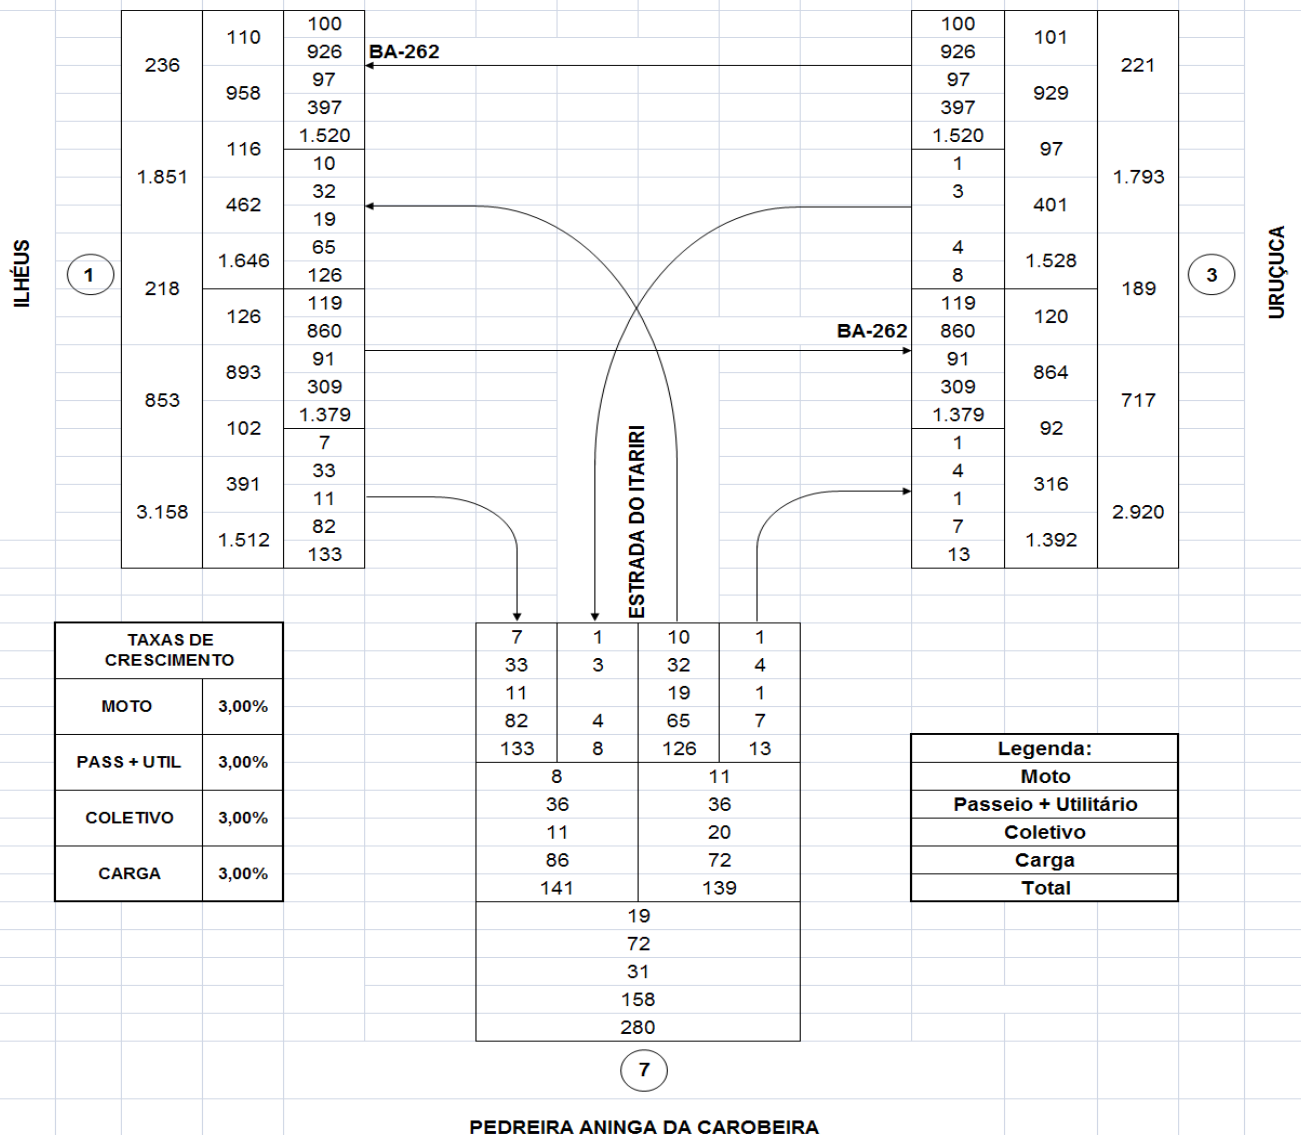 100 100
110 101
926 BA-262 926
236 221
97 97
958 929
397 397
1.520 1.520
116 97
10 1
1.851 1.793
32 3
462 401
19
65 4
1.646 1.528
126 8
ILHÉUS 1 218 189 3 URUÇUCA
119 119
126 120
860 BA-262 860
91 91
893 864
309 309
853 717
1.379 1.379
102 92
7 1
33 4
391 316
11 1
3.158 2.920
82 7
1.512 1.392
133 13
ESTRADA DO ITARIRI
7 1 10 1
33 3 32 4
11 19 1
82 4 65 7
133 8 126 13
8 11
36 36
11 20
86 72
141 139
19
72
31
158
280
7
PEDREIRA ANINGA DA CAROBEIRA
TAXAS DE
CRESCIMENTO
MOTO 3,00%
PASS + UTIL 3,00%
COLETIVO 3,00%
CARGA 3,00%
Legenda:
Moto
Passeio + Utilitário
Coletivo
Carga
Total